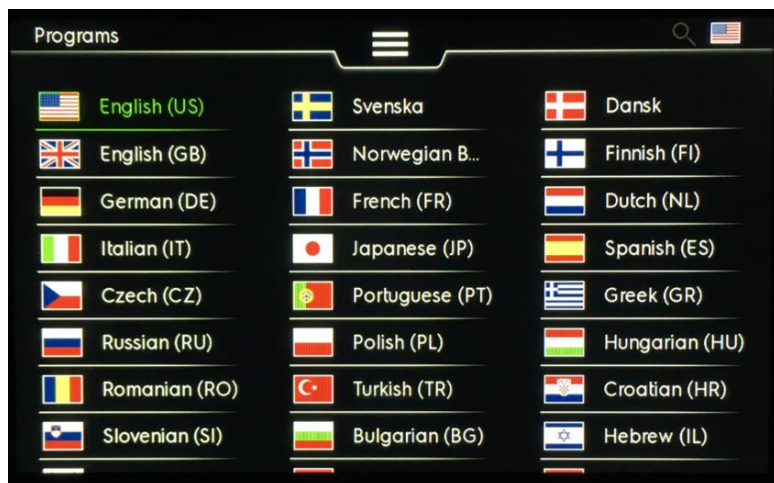 Programs
English (US)
Svenska
Dansk
English (GB)
Norwegian B...
Finnish (FI)
German (DE)
French (FR)
Dutch (NL)
Italian (IT)
Japanese (JP)
Spanish (ES)
Czech (CZ)
Portuguese (PT)
Greek (GR)
Russian (RU)
Polish (PL)
Hungarian (HU)
Romanian (RO)
Turkish (TR)
Croatian (HR)
Slovenian (SI)
Bulgarian (BG)
Hebrew (IL)